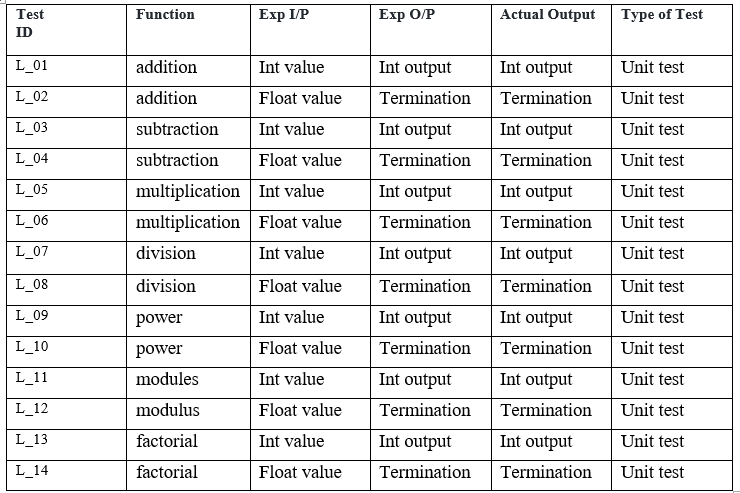 Test ID Function Exp I/P Exp O/P Actual Output Type of Test
L_01 addition Int value Int output Int output Unit test
L_02 addition Float value Termination Termination Unit test
L_03 subtraction Int value Int output Int output Unit test
L_04 subtraction Float value Termination Termination Unit test
L_05 multiplication Int value Int output Int output Unit test
L_06 multiplication Float value Termination Termination Unit test
L_07 division Int value Int output Int output Unit test
L_08 division Float value Termination Termination Unit test
L_09 power Int value Int output Int output Unit test
L_10 power Float value Termination Termination Unit test
L_11 modules Int value Int output Int output Unit test
L_12 modulus Float value Termination Termination Unit test
L_13 factorial Int value Int output Int output Unit test
L_14 factorial Float value Termination Termination Unit test